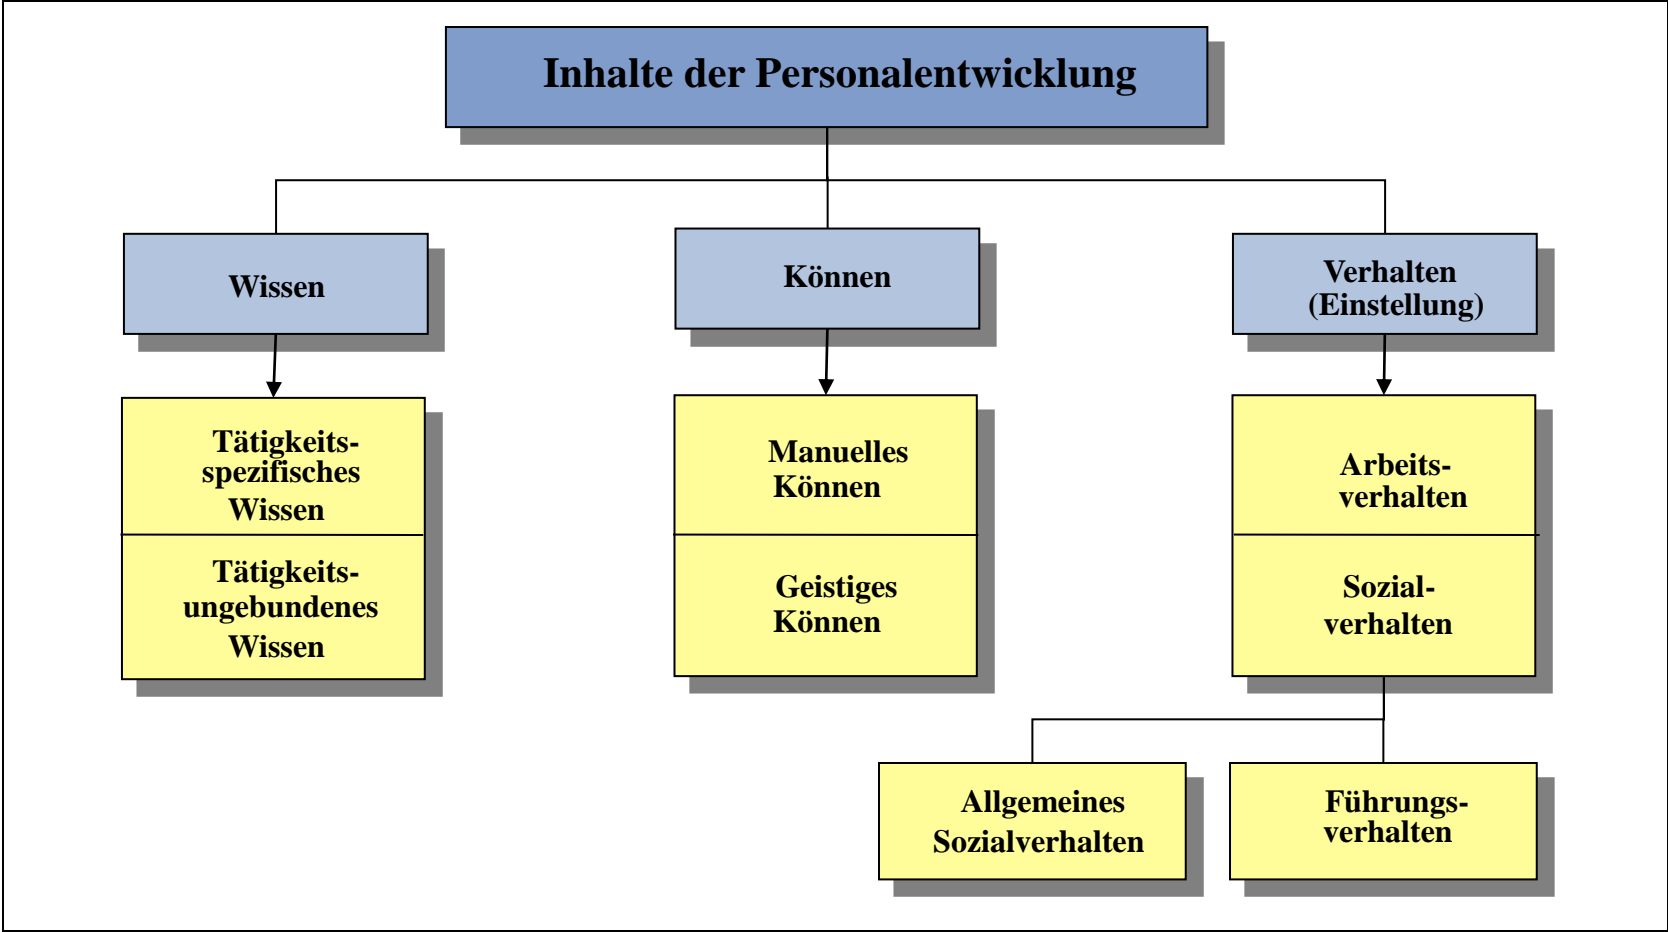 Inhalte der Personalentwicklung
Wissen
Können
Verhalten
(Einstellung)
Tätigkeits-
spezifisches
Wissen
Tätigkeits-
ungebundenes
Wissen
Manuelles
Können
Geistiges
Können
Arbeits-
verhalten
Sozial-
verhalten
Allgemeines
Sozialverhalten
Führungs-
verhalten